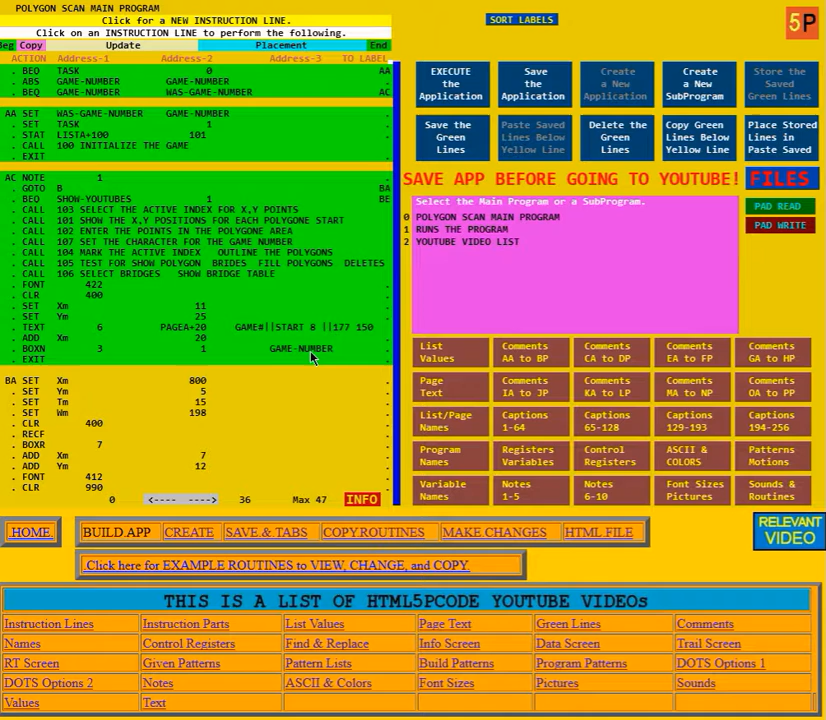 POLYGON SCAN MAIN PROGRAM
Click for a NEW INSTRUCTION LINE.
Click on an INSTRUCTION LINE to perform the following.
Beg Copy Update Placement End
ACTION Address-1 Address-2 Address-3 TO LABEL
. BEQ TASK 0 AA
. ABS GAME-NUMBER GAME-NUMBER .
. BEQ GAME-NUMBER WAS-GAME-NUMBER AC
AA SET WAS-GAME-NUMBER GAME-NUMBER .
. SET TASK 1 .
. STAT LISTA+100 101 .
. CALL 100 INITIALIZE THE GAME .
. EXIT .
AC NOTE 1 .
. GOTO B BA
. BEQ SHOW-YOUTUBES 1 BE
. CALL 103 SELECT THE ACTIVE INDEX FOR X,Y POINTS .
. CALL 101 SHOW THE X,Y POSITIONS FOR EACH POLYGONE START .
. CALL 102 ENTER THE POINTS IN THE POLYGONE AREA .
. CALL 107 SET THE CHARACTER FOR THE GAME NUMBER .
. CALL 104 MARK THE ACTIVE INDEX OUTLINE THE POLYGONS .
. CALL 105 TEST FOR SHOW POLYGON BRIDES FILL POLYGONS DELETES
. CALL 106 SELECT BRIDGES SHOW BRIDGE TABLE .
. FONT 422 .
. CLR 400 .
. SET Xm 11 .
. SET Ym 25 .
. TEXT 6 PAGEA+20 GAME#||START 8 ||177 150 .
. ADD Xm 20 .
. BOXN 3 1 GAME-NUMBER .
. EXIT .
BA SET Xm 800 .
. SET Ym 5 .
. SET Tm 15 .
. SET Wm 198 .
. CLR 400 .
. RECF .
. BOXR 7 .
. ADD Xm 7 .
. ADD Ym 12 .
. FONT 412 .
. CLR 990 .
0 <---- ----> 36 Max 47 INFO
SORT LABELS
5P
EXECUTE the Application
Save the Application
Create a New Application
Create a New SubProgram
Store the Saved Green Lines
Save the Green Lines
Paste Saved Lines Below Yellow Line
Delete the Green Lines
Copy Green Lines Below Yellow Line
Place Stored Lines in Paste Saved
SAVE APP BEFORE GOING TO YOUTUBE! FILES
Select the Main Program or a SubProgram.
0 POLYGON SCAN MAIN PROGRAM
1 RUNS THE PROGRAM
2 YOUTUBE VIDEO LIST
PAD READ
PAD WRITE
List Values
Comments AA to BP
Comments CA to DP
Comments EA to FP
Comments GA to HP
Page Text
Comments IA to JP
Comments KA to LP
Comments MA to NP
Comments OA to PP
List/Page Names
Captions 1-64
Captions 65-128
Captions 129-193
Captions 194-256
Program Names
Registers Variables
Control Registers
ASCII & COLORS
Patterns Motions
Variable Names
Notes 1-5
Notes 6-10
Font Sizes Pictures
Sounds & Routines
.HOME. BUILD.APP CREATE SAVE.&.TABS COPY.ROUTINES MAKE.CHANGES HTML.FILE
RELEVANT VIDEO
.Click here for EXAMPLE ROUTINES to VIEW, CHANGE, and COPY.
THIS IS A LIST OF HTML5PCODE YOUTUBE VIDEOs
Instruction Lines Instruction Parts List Values Page Text Green Lines Comments
Names Control Registers Find & Replace Info Screen Data Screen Trail Screen
RT Screen Given Patterns Pattern Lists Build Patterns Program Patterns DOTS Options 1
DOTS Options 2 Notes ASCII & Colors Font Sizes Pictures Sounds
Values Text